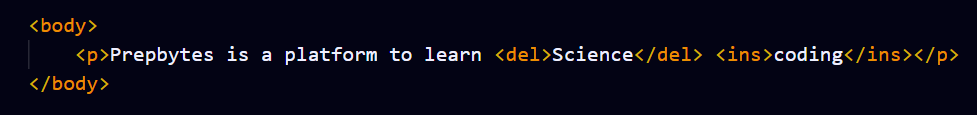 <body>
<p>Prepbytes is a platform to learn <del>Science</del> <ins>coding</ins></p>
</body>